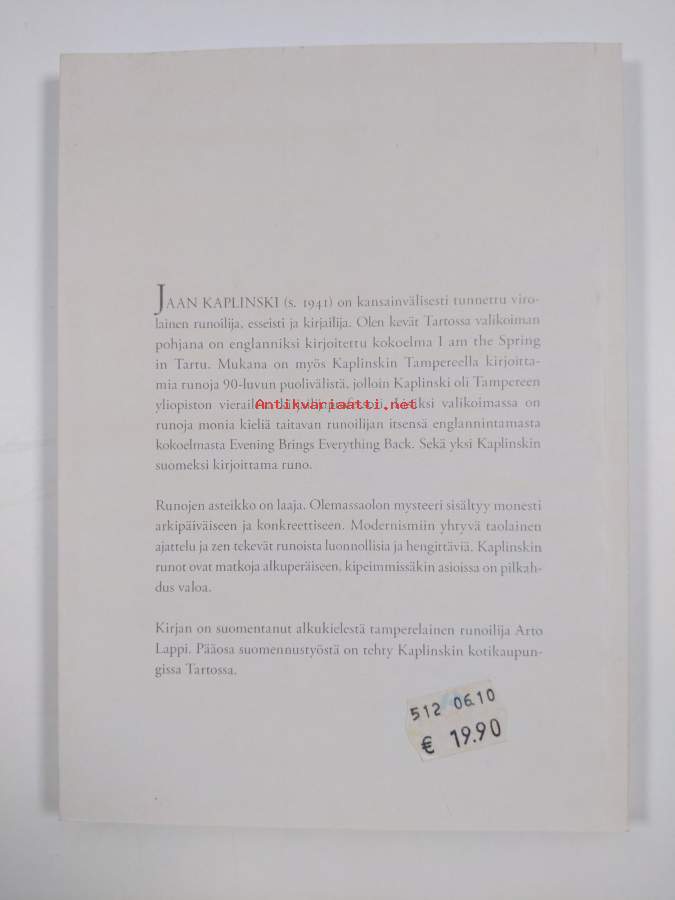 JAAN KAPLINSKI (s. 1941) on kansainvälisesti tunnettu viro-
lainen runoilija, esseisti ja kirjailija. Olen kevät Tartossa valikoiman
pohjana on englanniksi kirjoitettu kokoelma I am the Spring
in Tartu. Mukana on myös Kaplinskin Tampereella kirjoitta-
mia runoja 90-luvun puolivälistä, jolloin Kaplinski oli Tampereen
yliopiston
Antikvariaatti.net
valikoimassa on
runoja monia kieliä taitavan runoilijan itsensä englannintamasta
kokoelmasta Evening Brings Everything Back. Sekä yksi Kaplinskin
suomeksi kirjoittama runo.
Runojen asteikko on laaja. Olemassaolon mysteeri sisältyy monesti
arkipäiväiseen ja konkreettiseen. Modernismiin yhtyvä taolainen
ajattelu ja zen tekevät runoista luonnollisia ja hengittäviä. Kaplinskin
runot ovat matkoja alkuperäiseen, kipeimmissäkin asioissa on pilkah-
dus valoa.
Kirjan on suomentanut alkukielestä tamperelainen runoilija Arto
Lappi. Pääosa suomennustyöstä on tehty Kaplinskin kotikaupun-
gissa Tartossa.
512 06.10
€ 19.90